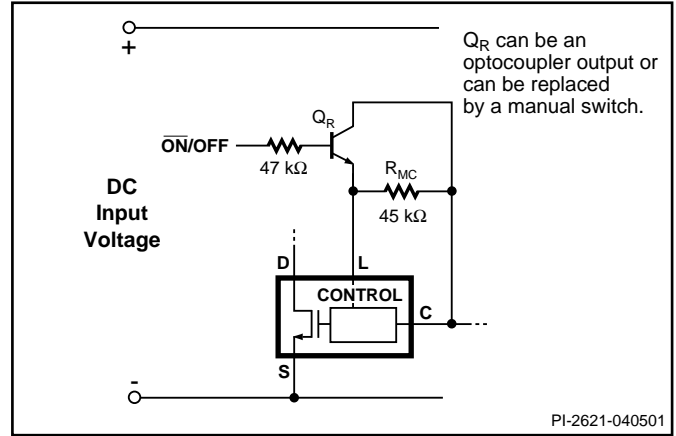 +
Q_R can be an
optocoupler output or
can be replaced
by a manual switch.
Q_R
O̅N̅/OFF
47 kΩ
R_MC
45 kΩ
DC
Input
Voltage
D
L
CONTROL
C
S
-
PI-2621-040501